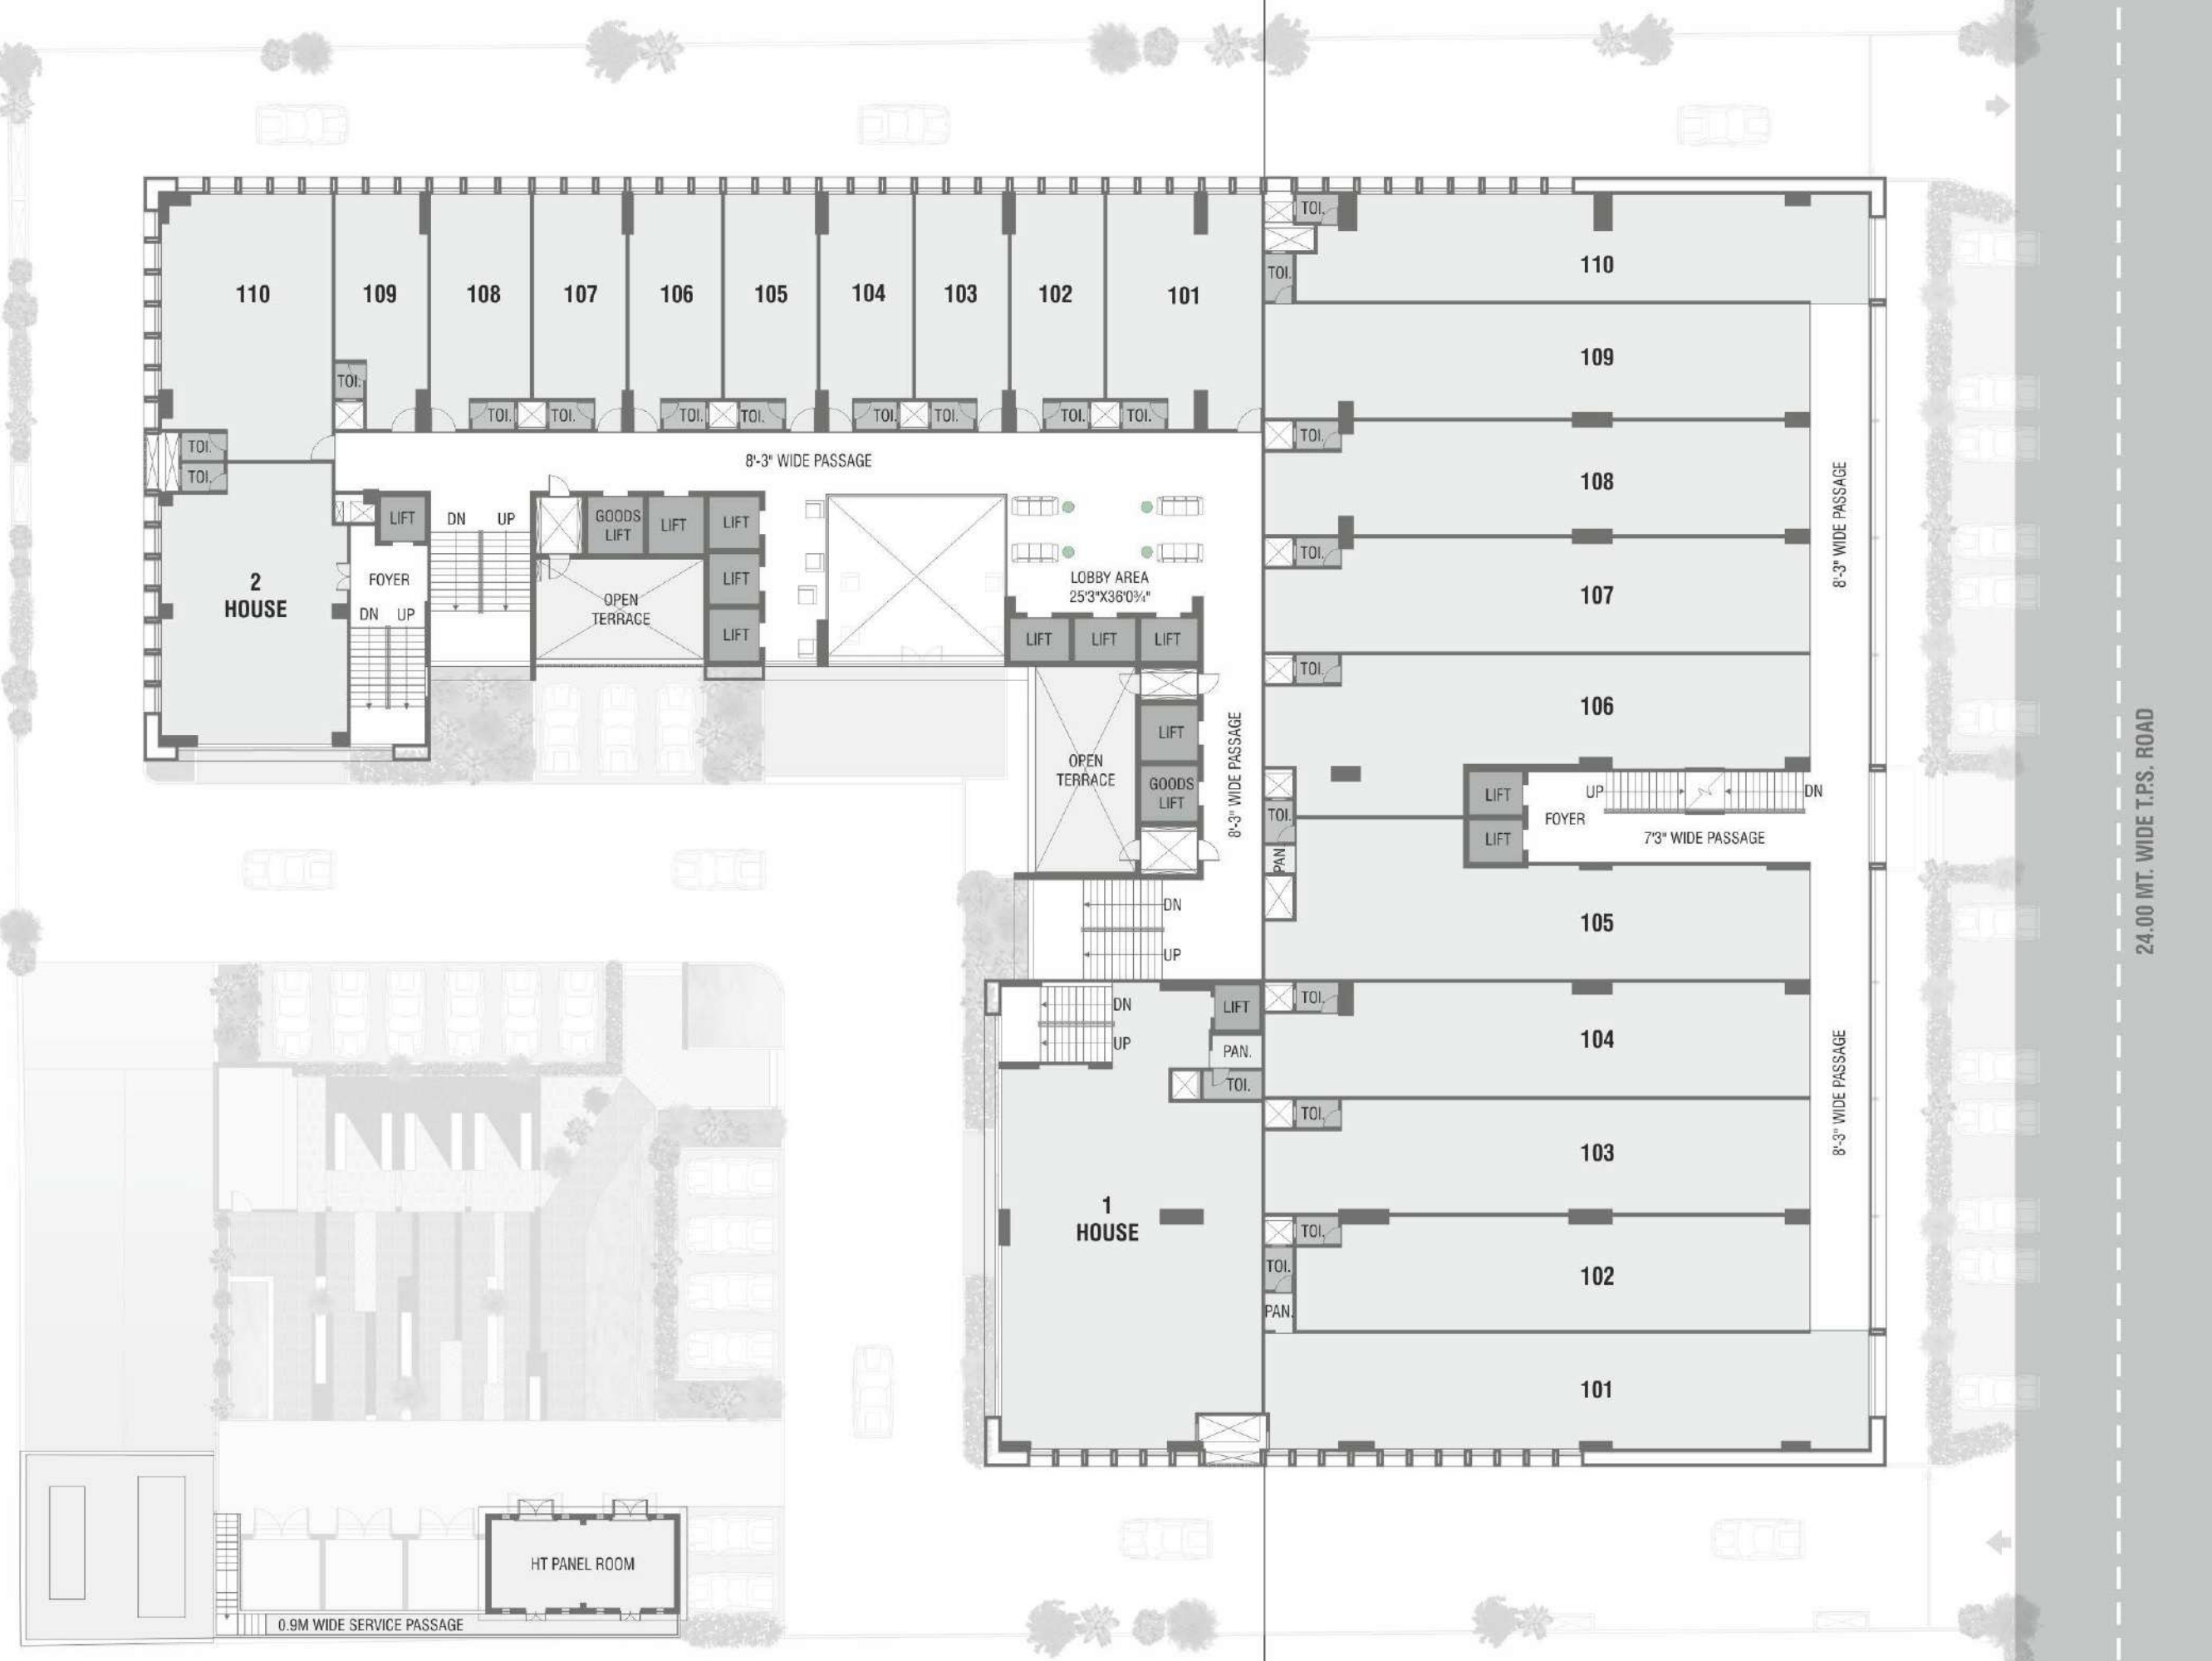 TOI.
110
TOI.
110
109
108
107
106
105
104
103
102
101
109
TOI.
TOI.
TOI.
TOI.
TOI.
TOI.
TOI.
TOI.
TOI.
TOI.
TOI.
TOI.
8'-3" WIDE PASSAGE
108
8'-3" WIDE PASSAGE
LIFT
DN
UP
GOODS
LIFT
LIFT
LIFT
TOI.
FOYER
LIFT
LOBBY AREA
25'3"X36'0¾"
2
HOUSE
DN
UP
OPEN
TERRACE
LIFT
LIFT
LIFT
LIFT
107
TOI.
106
LIFT
8'-3" WIDE PASSAGE
OPEN
TERRACE
GOODS
LIFT
TOI.
PAN.
LIFT
LIFT
UP
DN
FOYER
7'3" WIDE PASSAGE
24.00 MT. WIDE T.P.S. ROAD
DN
UP
105
DN
UP
LIFT
PAN.
TOI.
TOI.
104
8'-3" WIDE PASSAGE
TOI.
103
1
HOUSE
TOI.
TOI.
PAN.
102
101
HT PANEL ROOM
0.9M WIDE SERVICE PASSAGE